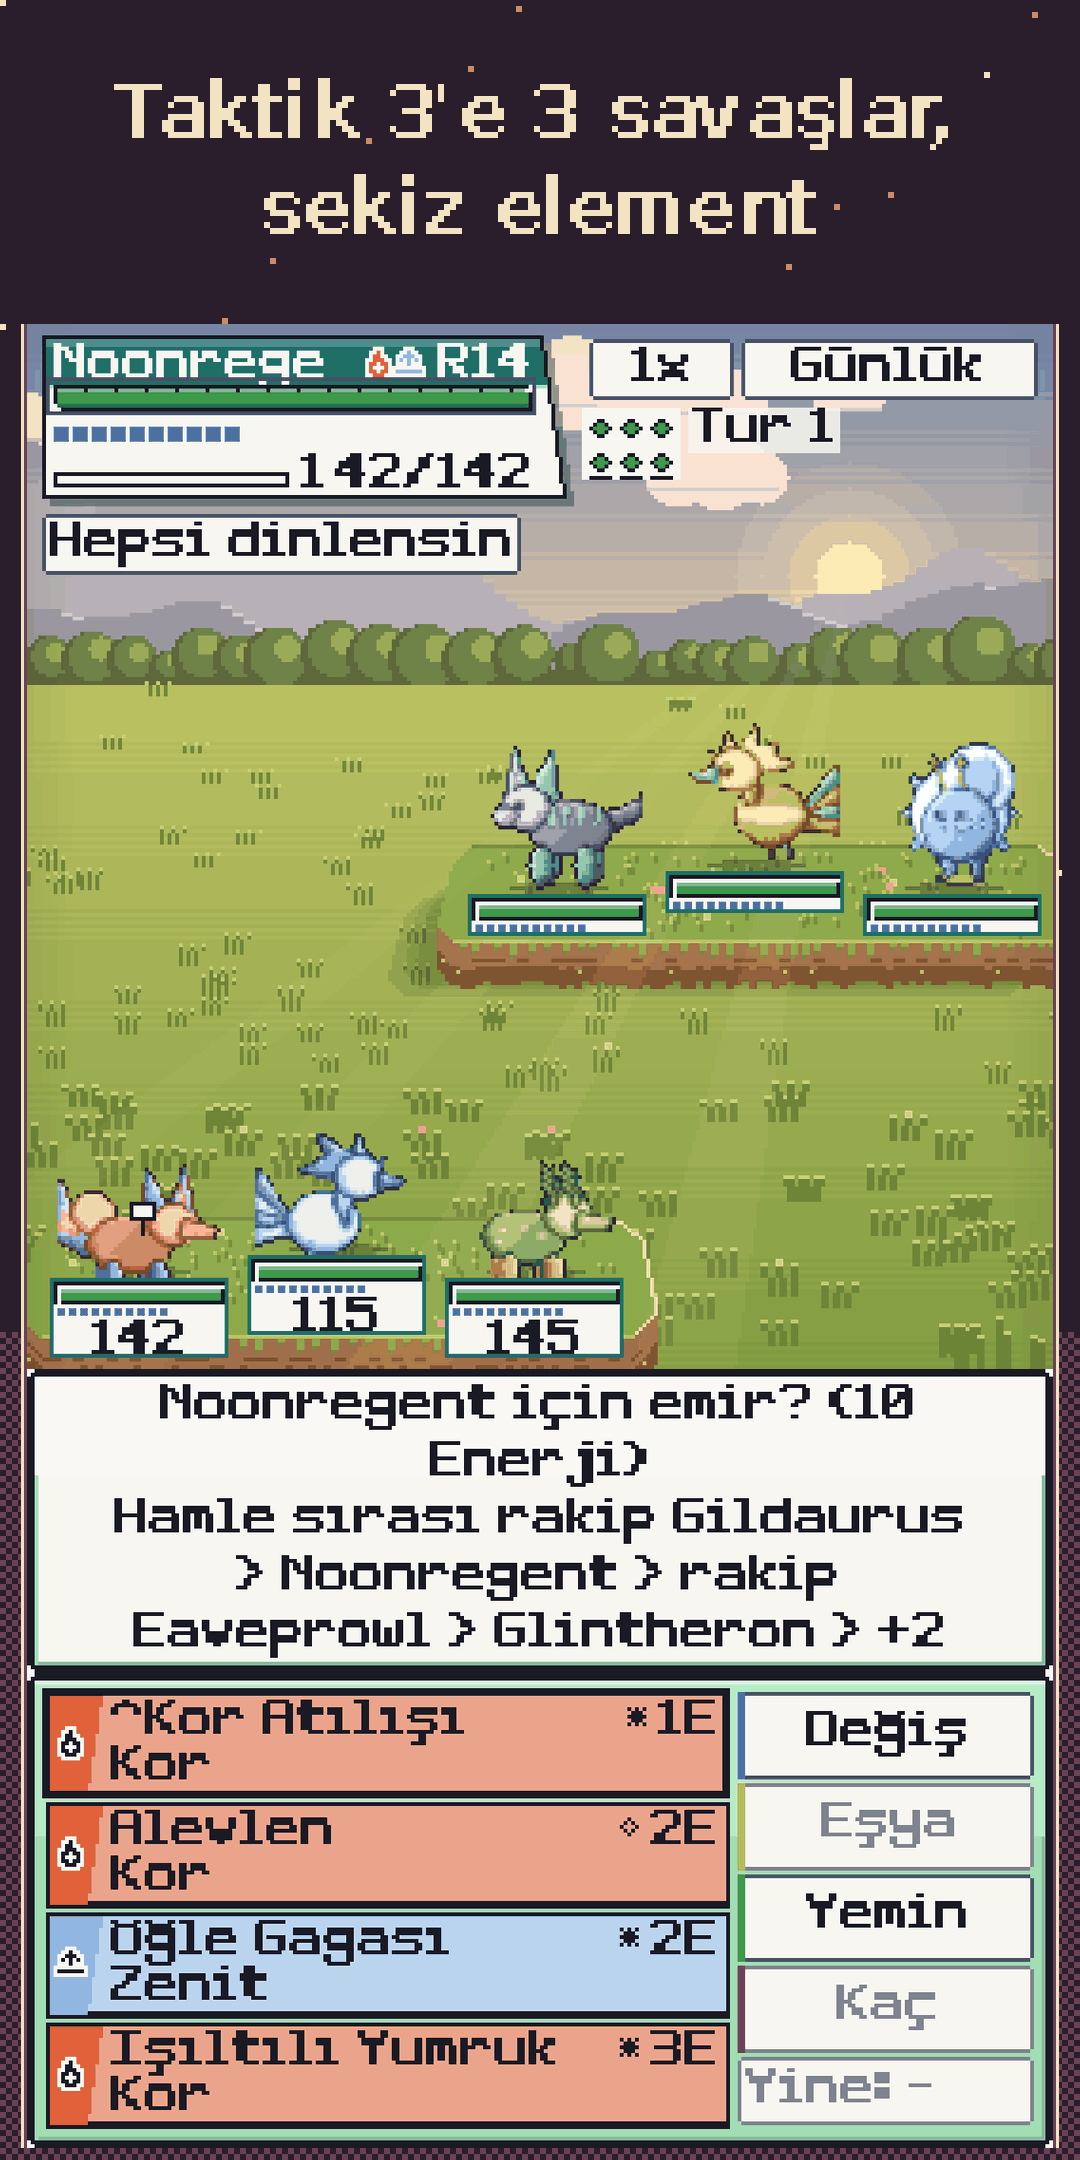 Taktik 3'e 3 savaşlar,
sekiz element
Noonrege R14
1x
Günlük
Tur 1
142/142
Hepsi dinlensin
142
115
145
Noonregent için emir? (10
Enerji)
Hamle sırası rakip Gildaurus
> Noonregent > rakip
Eaveprowl > Glintheron > +2
^Kor Atılışı *1E
Kor
Değiş
Alevlen ◇2E
Kor
Eşya
Öğle Gagası *2E
Zenit
Yemin
Işıltılı Yumruk *3E
Kor
Kaç
Yine: -